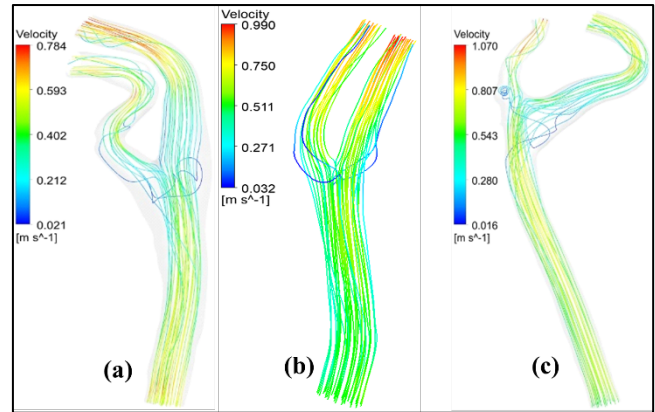 Velocity
0.784
0.593
0.402
0.212
0.021
[m s^-1]
(a)
Velocity
0.990
0.750
0.511
0.271
0.032
[m s^-1]
(b)
Velocity
1.070
0.807
0.543
0.280
0.016
[m s^-1]
(c)